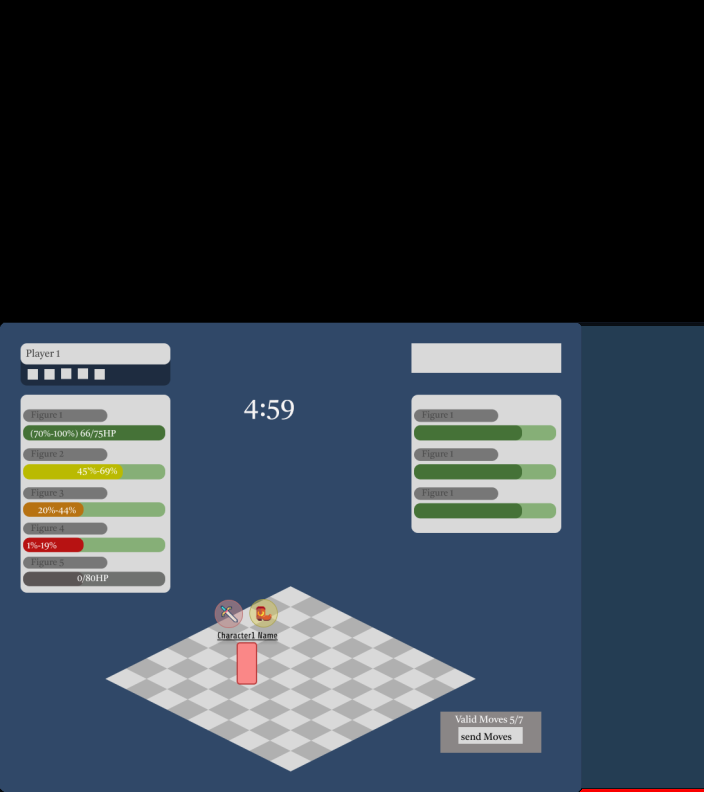 Player 1
4:59
Figure 1
(70%-100%) 66/75HP
Figure 2
45%-69%
Figure 3
20%-44%
Figure 4
1%-19%
Figure 5
0/80HP
Figure 1
Figure 1
Figure 1
Character1 Name
Valid Moves 5/7
send Moves